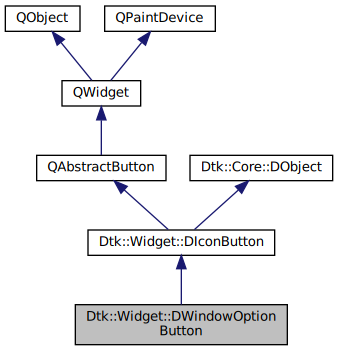 QObject
QPaintDevice
QWidget
QAbstractButton
Dtk::Core::DObject
Dtk::Widget::DIconButton
Dtk::Widget::DWindowOption
Button